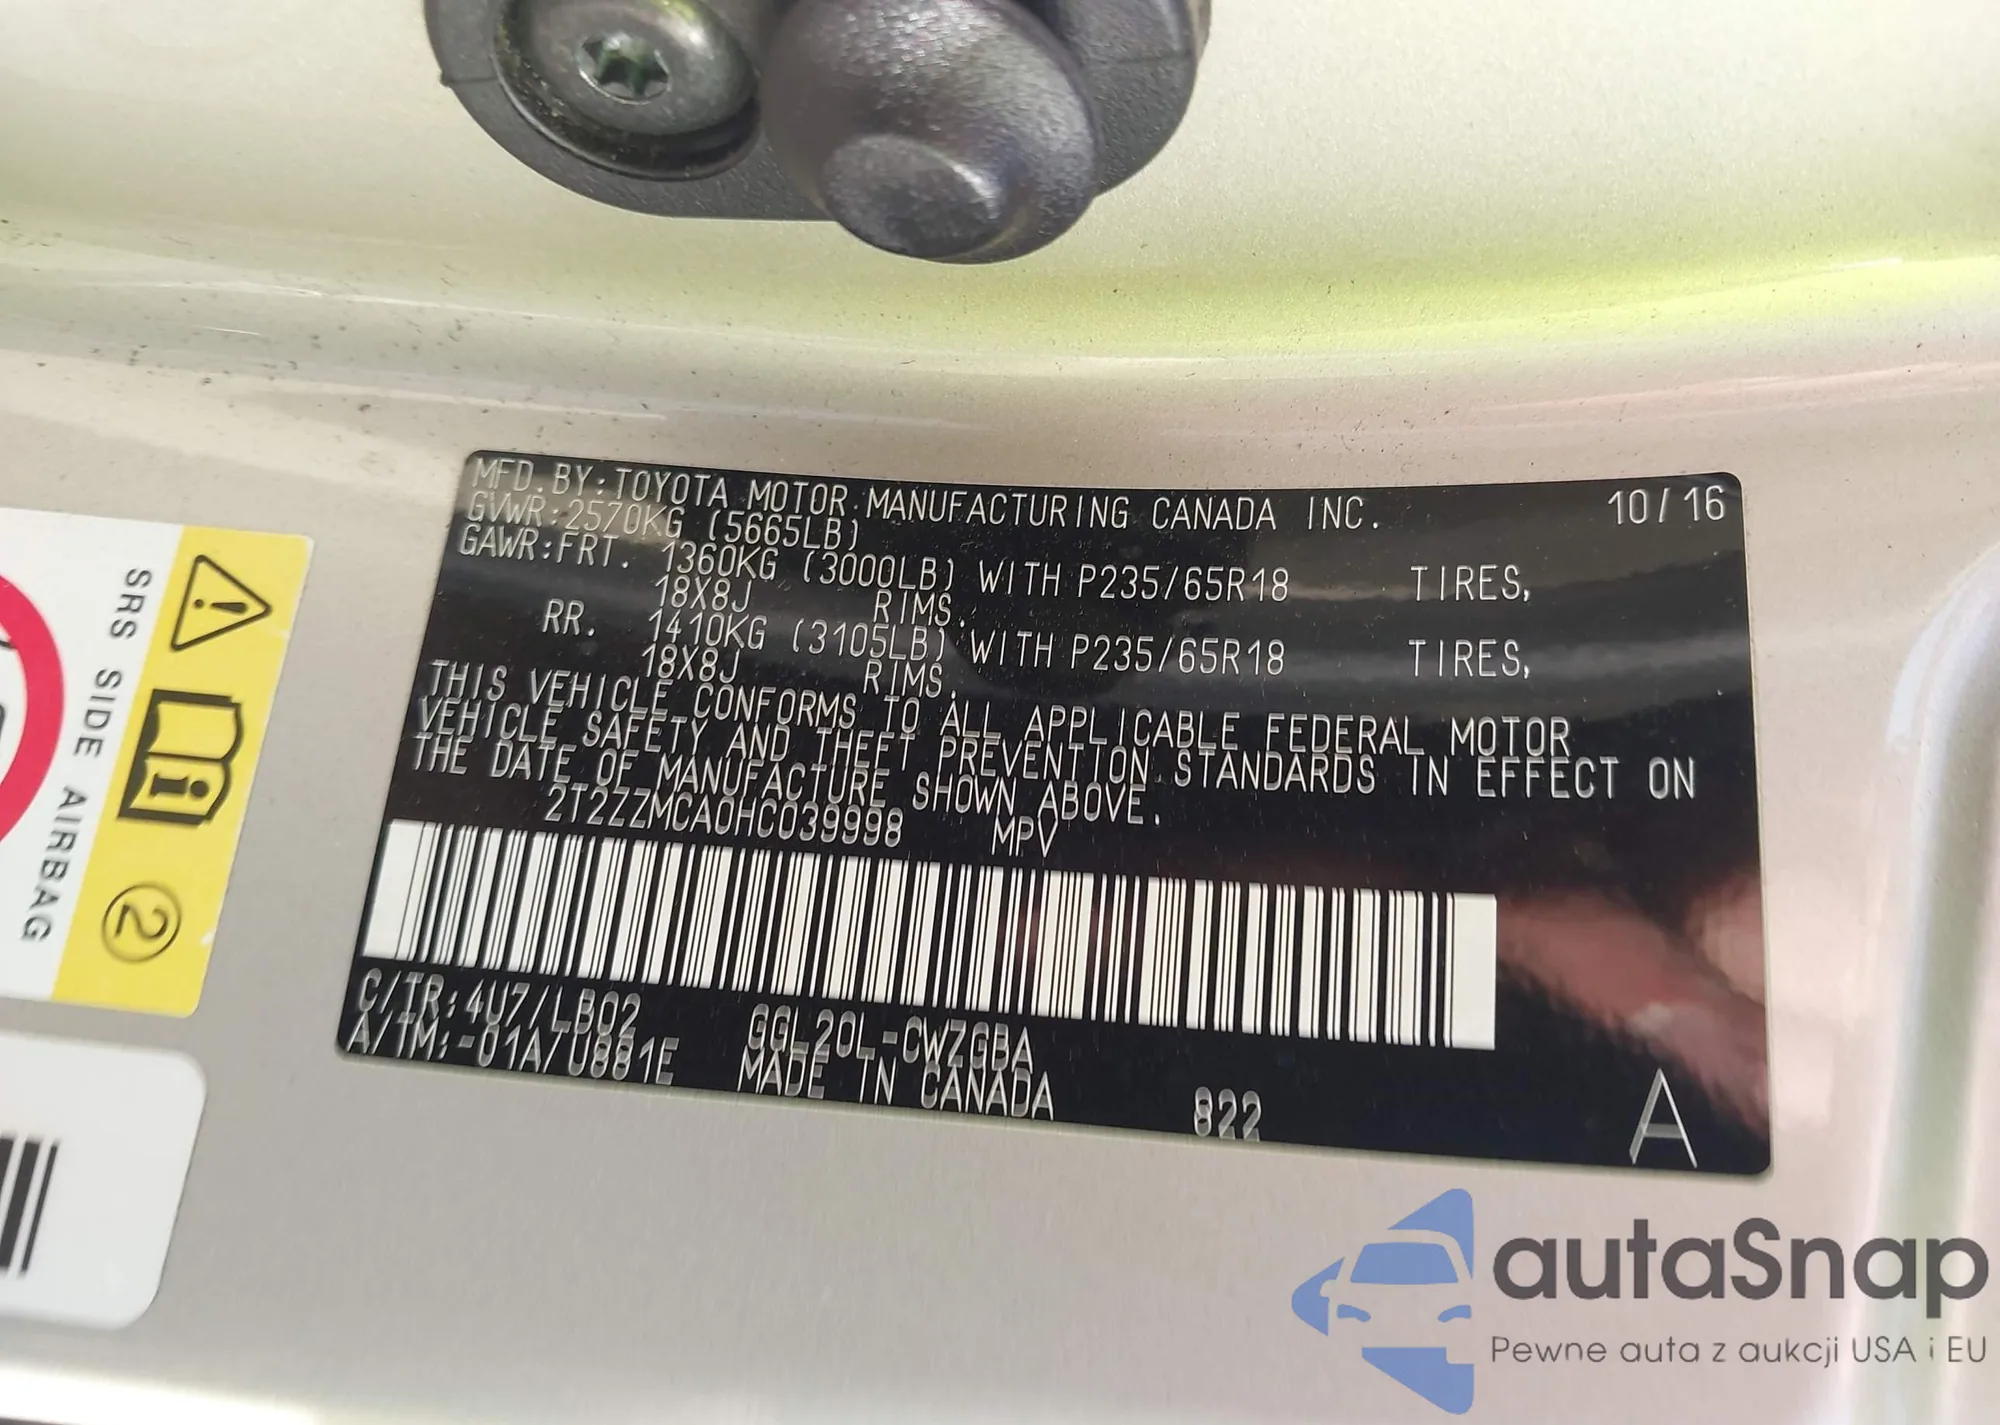 MFD.BY:TOYOTA MOTOR MANUFACTURING CANADA INC. 10/16
GVWR:2570KG (5665LB)
GAWR:FRT. 1360KG (3000LB) WITH P235/65R18 TIRES,
18X8J RIMS.
RR. 1410KG (3105LB) WITH P235/65R18 TIRES,
18X8J RIMS.
THIS VEHICLE CONFORMS TO ALL APPLICABLE FEDERAL MOTOR
VEHICLE SAFETY AND THEFT PREVENTION STANDARDS IN EFFECT ON
THE DATE OF MANUFACTURE SHOWN ABOVE.
2T2ZZMCA0HC039998 MPV
C/TR:4U7/LB02 GGL20L-CWZGBA
A/TM:-01A/U881E MADE IN CANADA 822 A
SRS SIDE AIRBAG
2
autaSnap
Pewne auta z aukcji USA i EU